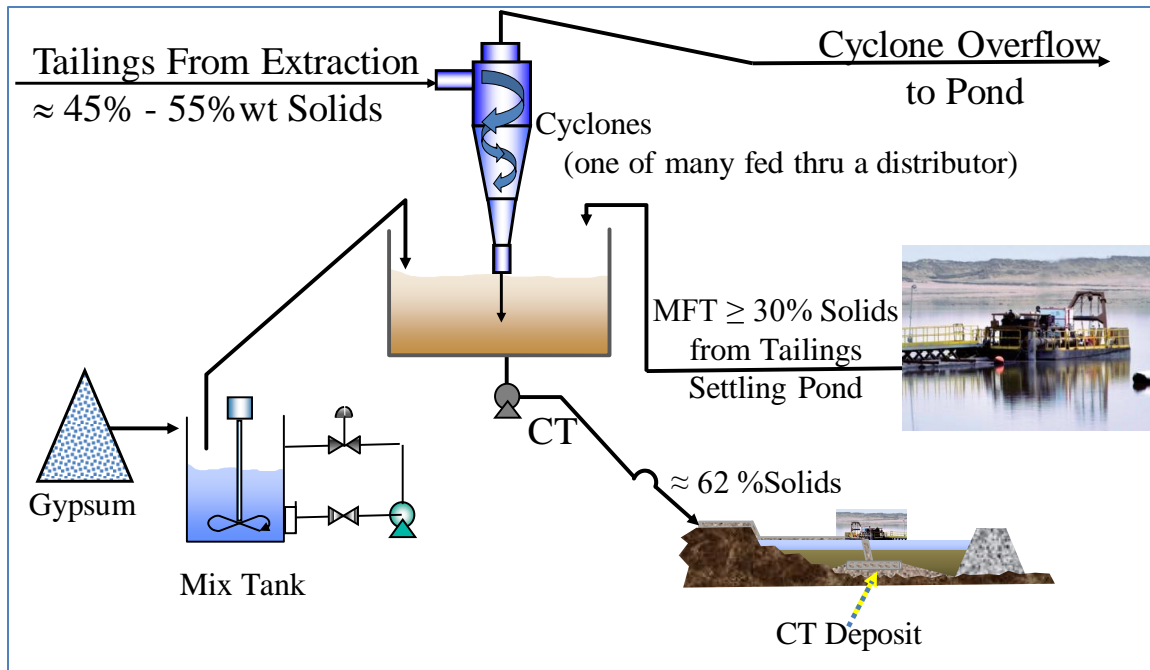 Tailings From Extraction
≈ 45% - 55%wt Solids
Cyclone Overflow
to Pond
Cyclones
(one of many fed thru a distributor)
MFT ≥ 30% Solids
from Tailings
Settling Pond
Gypsum
Mix Tank
CT
≈ 62 %Solids
CT Deposit